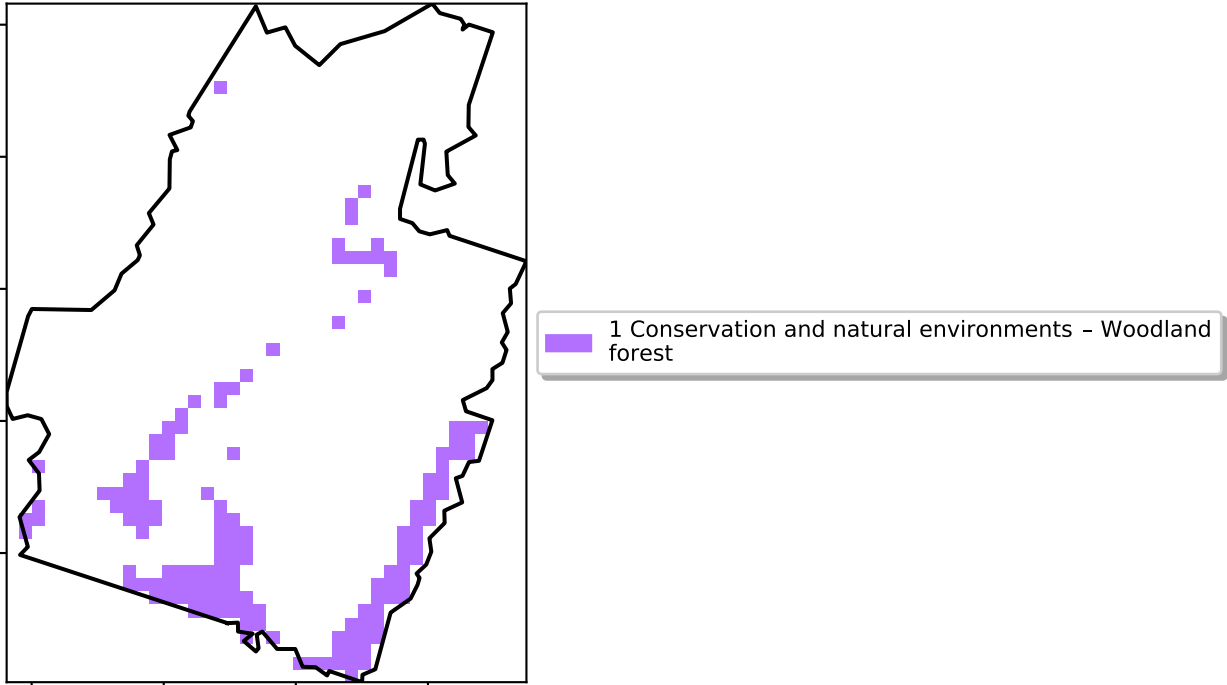 1 Conservation and natural environments – Woodland
forest